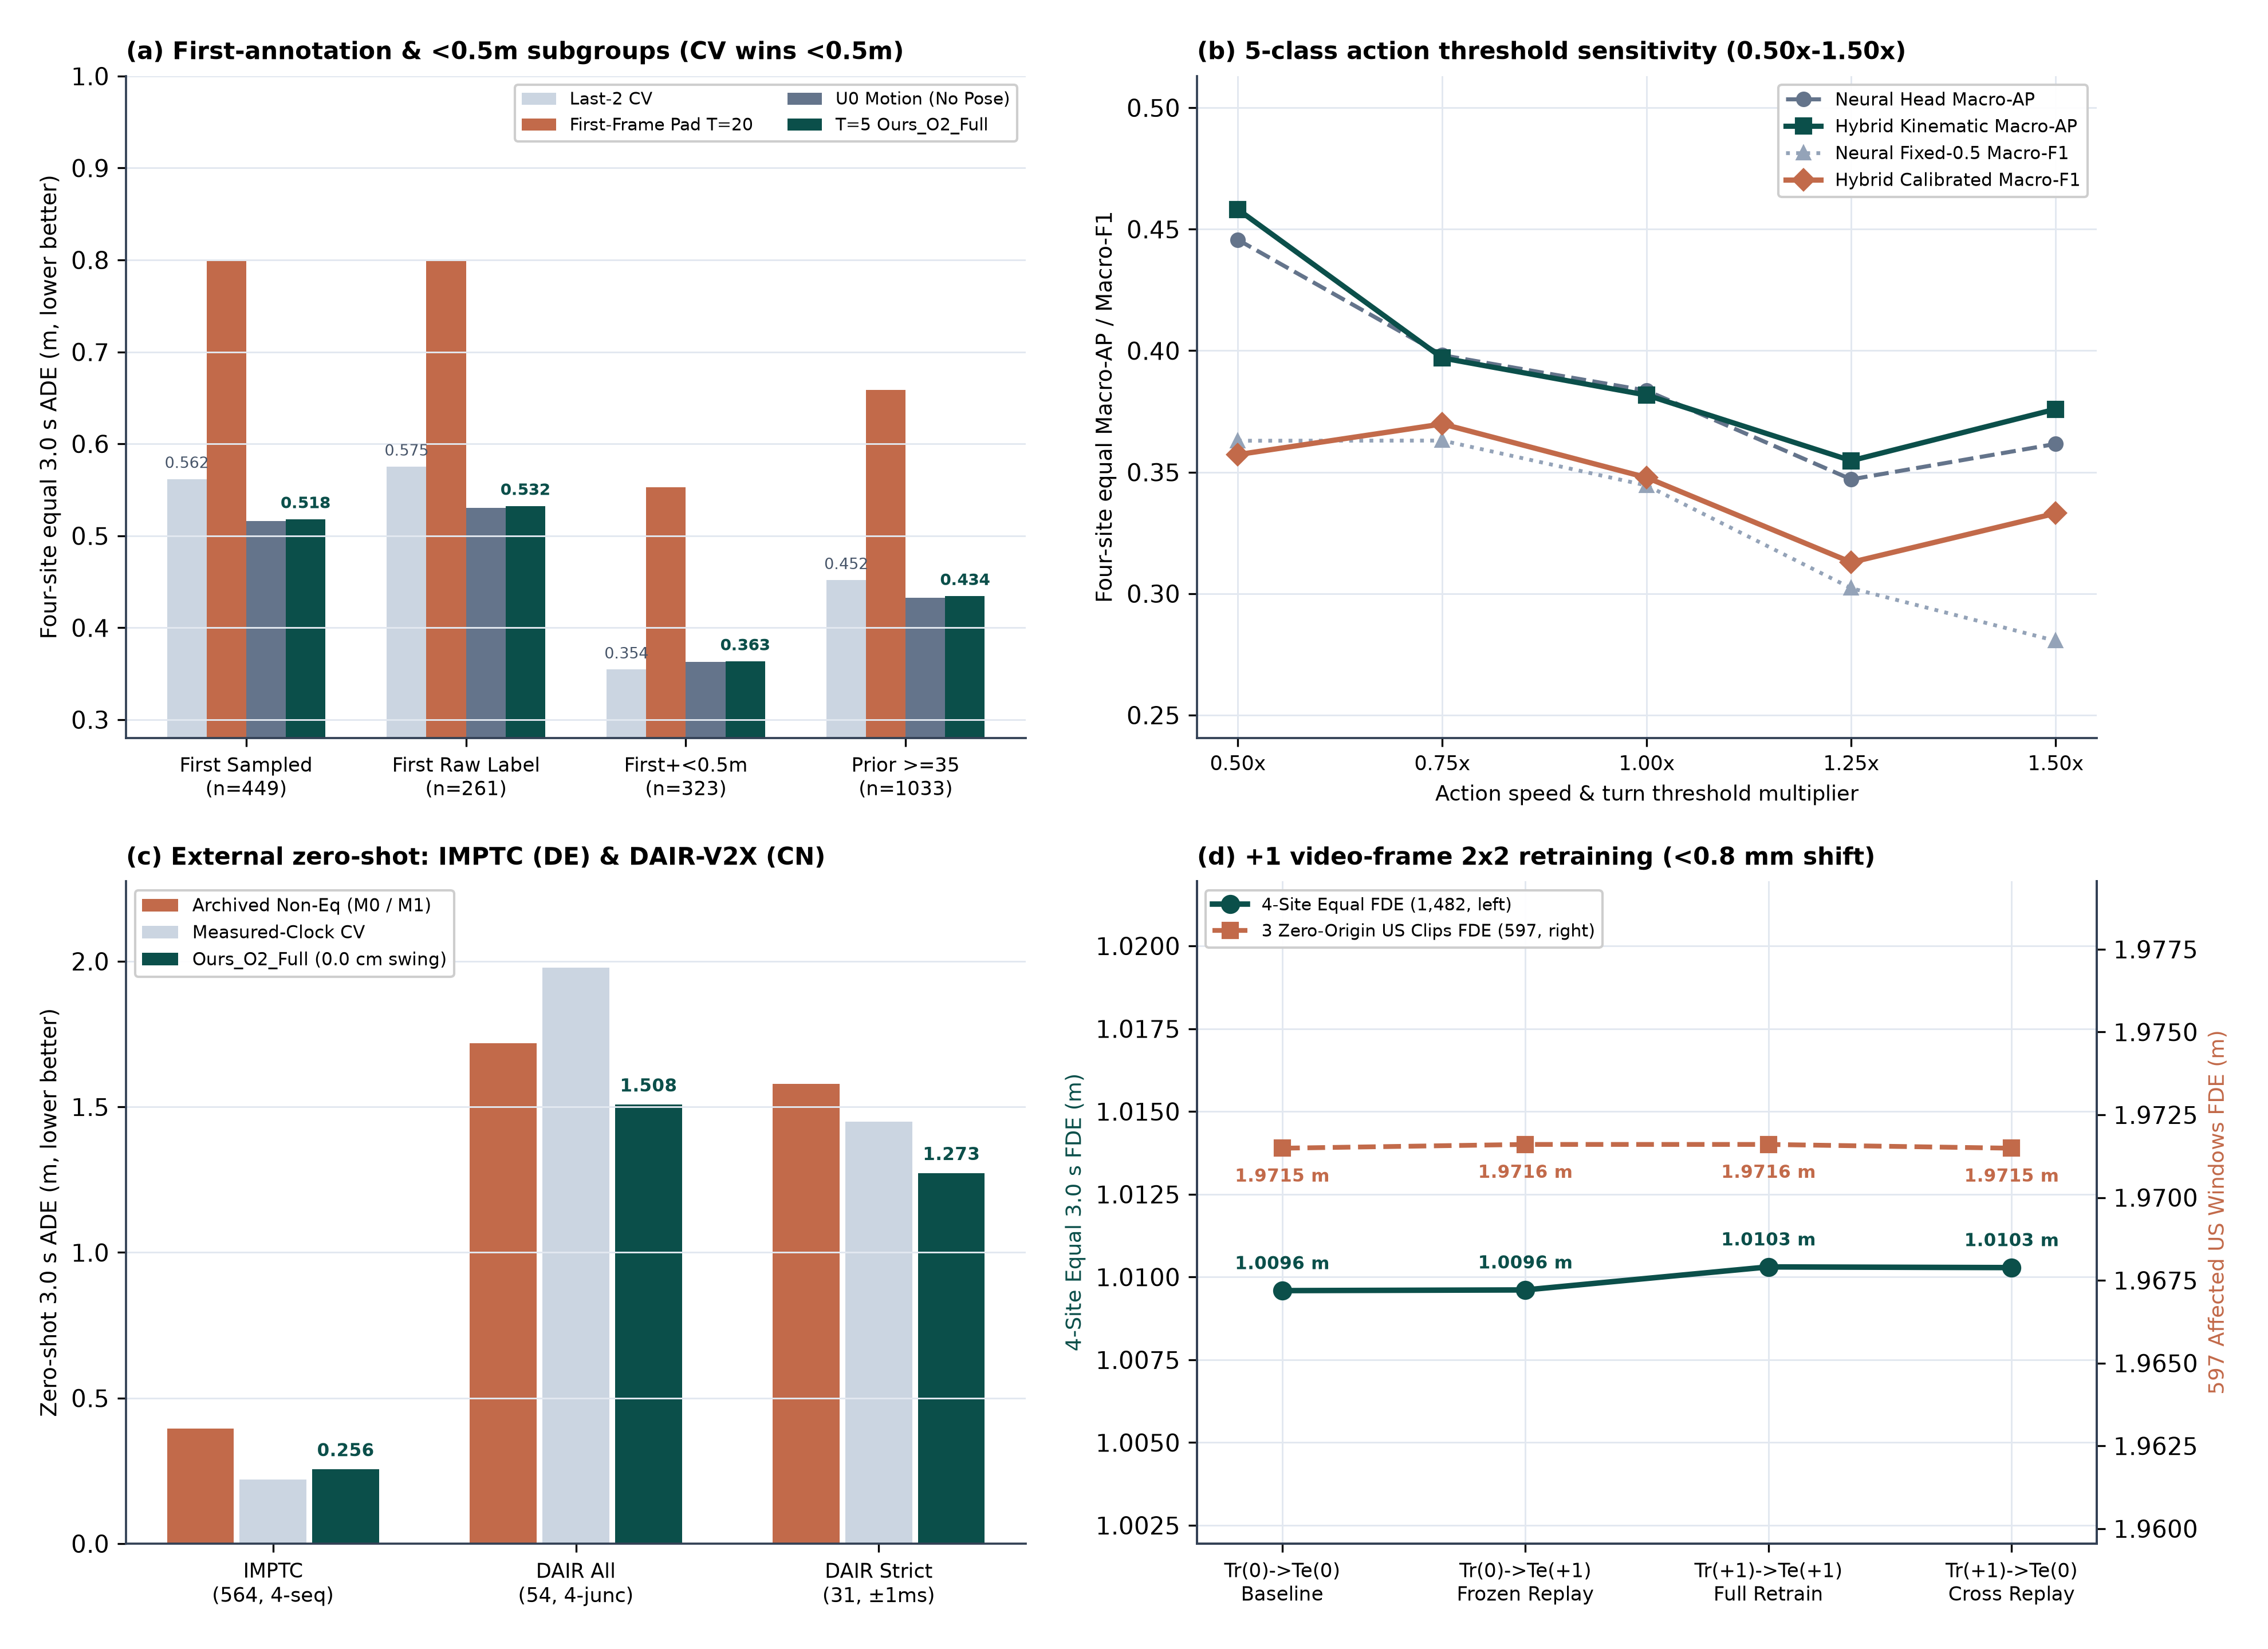 (a) First-annotation & <0.5m subgroups (CV wins <0.5m)
Last-2 CV
First-Frame Pad T=20
U0 Motion (No Pose)
T=5 Ours_O2_Full
Four-site equal 3.0 s ADE (m, lower better)
1.0
0.9
0.8
0.7
0.6
0.5
0.4
0.3
0.562
0.518
0.575
0.532
0.354
0.363
0.452
0.434
First Sampled
(n=449)
First Raw Label
(n=261)
First+<0.5m
(n=323)
Prior >=35
(n=1033)
(b) 5-class action threshold sensitivity (0.50x-1.50x)
Neural Head Macro-AP
Hybrid Kinematic Macro-AP
Neural Fixed-0.5 Macro-F1
Hybrid Calibrated Macro-F1
Four-site equal Macro-AP / Macro-F1
0.50
0.45
0.40
0.35
0.30
0.25
0.50x
0.75x
1.00x
1.25x
1.50x
Action speed & turn threshold multiplier
(c) External zero-shot: IMPTC (DE) & DAIR-V2X (CN)
Archived Non-Eq (M0 / M1)
Measured-Clock CV
Ours_O2_Full (0.0 cm swing)
Zero-shot 3.0 s ADE (m, lower better)
2.0
1.5
1.0
0.5
0.0
0.256
1.508
1.273
IMPTC
(564, 4-seq)
DAIR All
(54, 4-junc)
DAIR Strict
(31, ±1ms)
(d) +1 video-frame 2x2 retraining (<0.8 mm shift)
4-Site Equal FDE (1,482, left)
3 Zero-Origin US Clips FDE (597, right)
4-Site Equal 3.0 s FDE (m)
1.0200
1.0175
1.0150
1.0125
1.0100
1.0075
1.0050
1.0025
1.9715 m
1.9716 m
1.9716 m
1.9715 m
1.0096 m
1.0096 m
1.0103 m
1.0103 m
1.9775
1.9750
1.9725
1.9700
1.9675
1.9650
1.9625
1.9600
597 Affected US Windows FDE (m)
Tr(0)->Te(0)
Baseline
Tr(0)->Te(+1)
Frozen Replay
Tr(+1)->Te(+1)
Full Retrain
Tr(+1)->Te(0)
Cross Replay